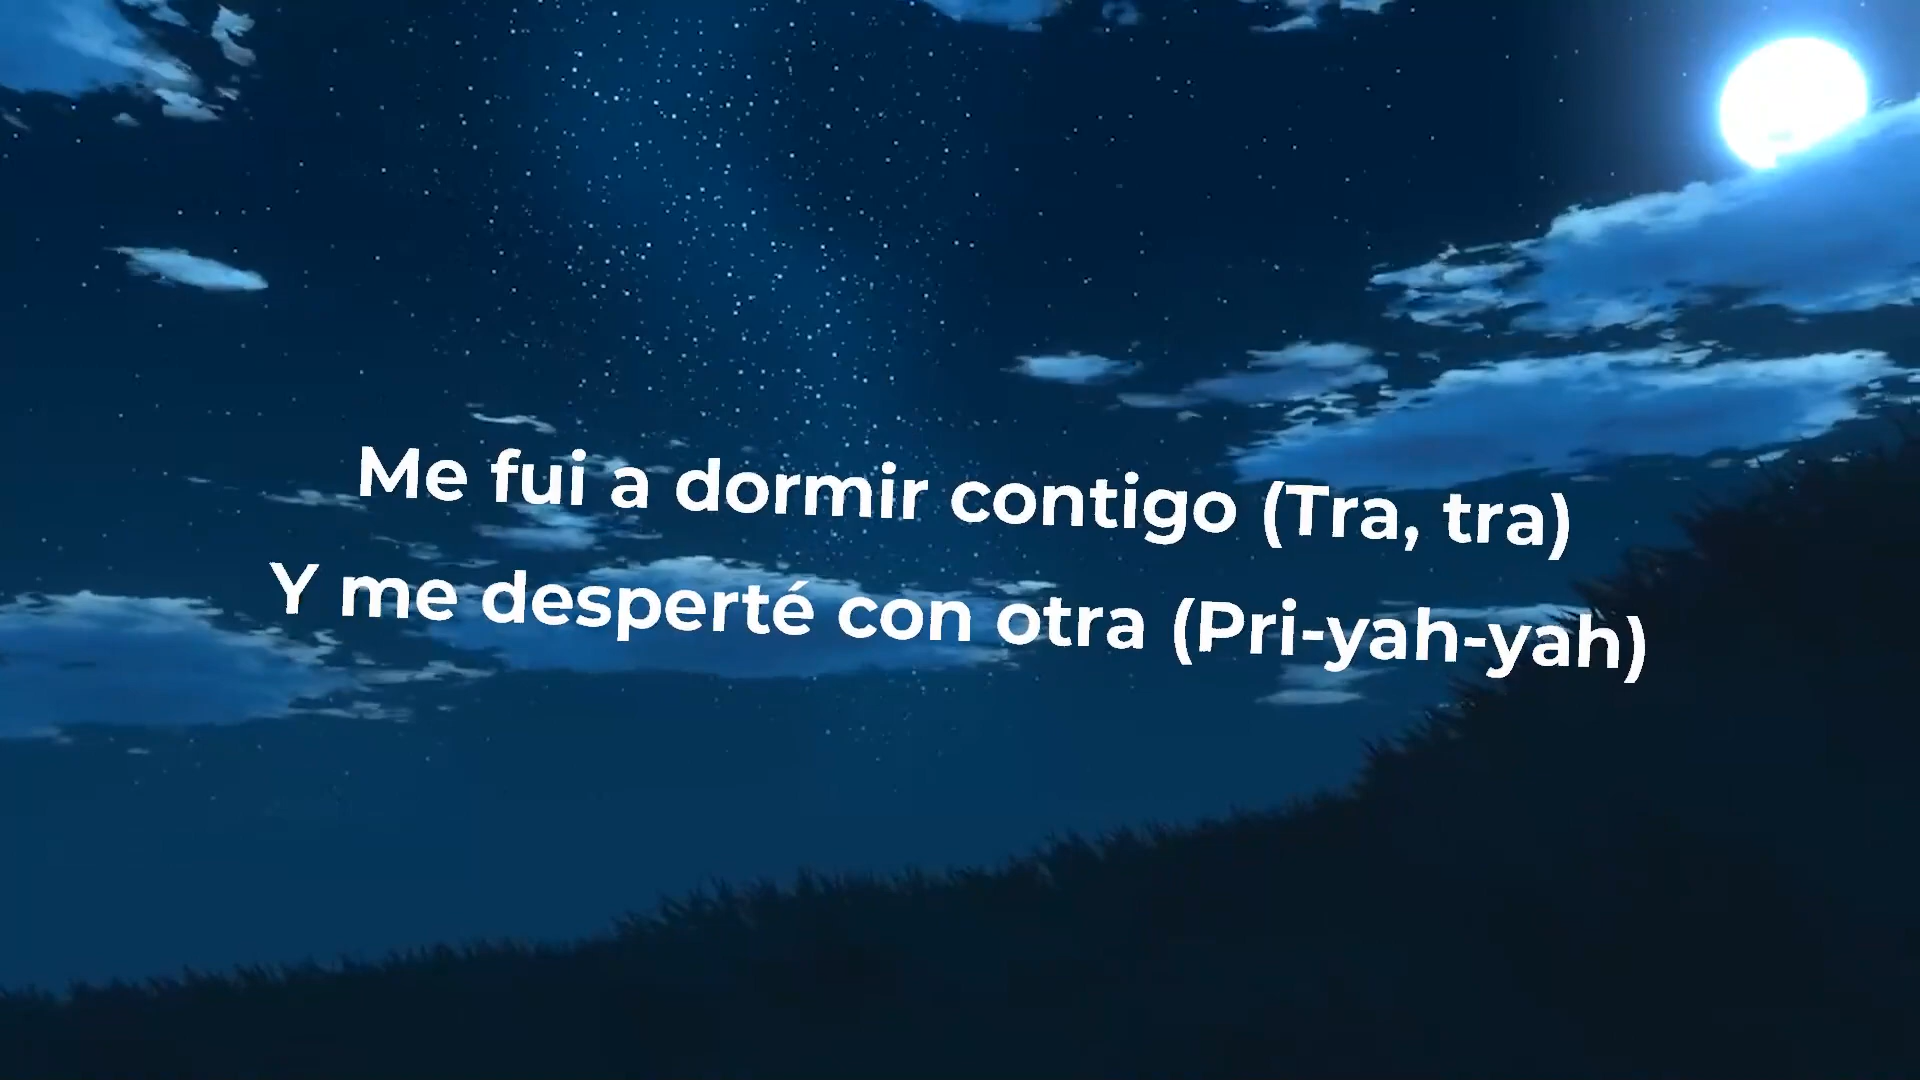 Me fui a dormir contigo (Tra, tra)
Y me desperté con otra (Pri-yah-yah)